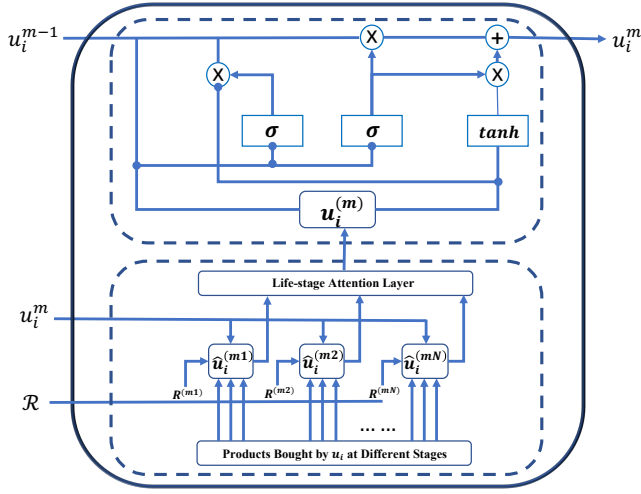 u_i^{m-1}
X
+
u_i^m
X
X
σ
σ
tanh
u_i^{(m)}
Life-stage Attention Layer
u_i^m
û_i^{(m1)}
û_i^{(m2)}
û_i^{(mN)}
R^{(m1)}
R^{(m2)}
R^{(mN)}
ℛ
... ...
Products Bought by u_i at Different Stages